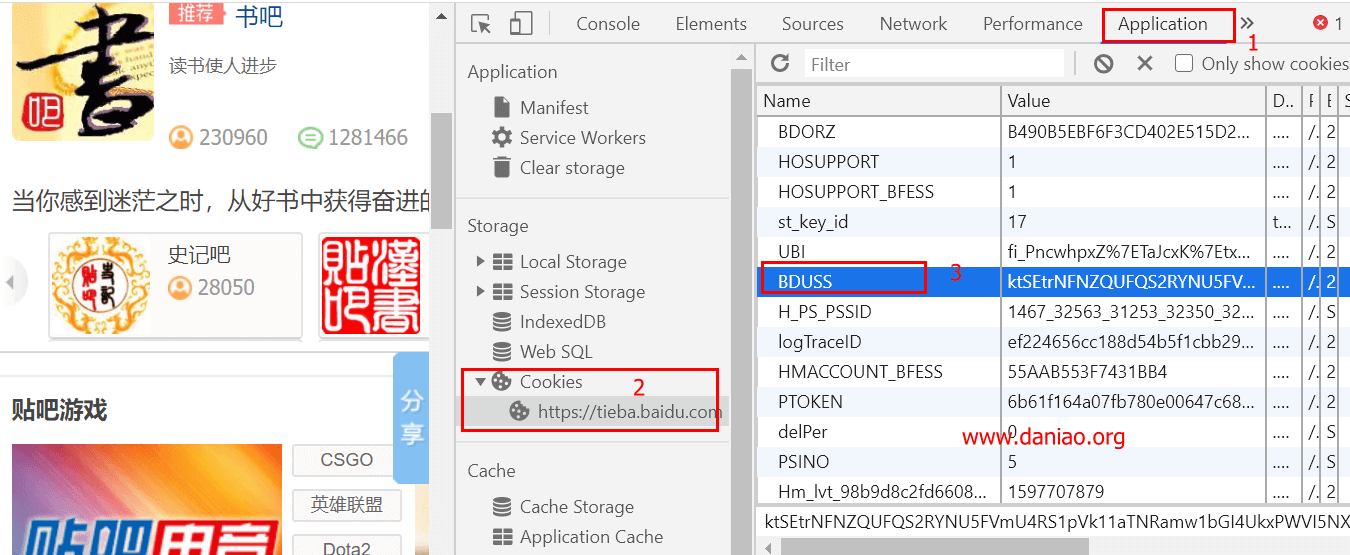 推荐 书吧
读书使人进步
230960 1281466
当你感到迷茫之时，从好书中获得奋进的
史记吧
28050
贴吧游戏
分享
CSGO
英雄联盟
Dota2
贴吧电竞
Console Elements Sources Network Performance Application » 1
1
Application
Manifest
Service Workers
Clear storage
Storage
Local Storage
Session Storage
IndexedDB
Web SQL
Cookies 2
https://tieba.baidu.com
Cache
Cache Storage
Application Cache
Filter Only show cookies
Name Value D..
BDORZ B490B5EBF6F3CD402E515D2... .... /. 2
HOSUPPORT 1 .... /. 2
HOSUPPORT_BFESS 1 .... /. 2
st_key_id 17 t... /. S
UBI fi_PncwhpxZ%7ETaJcxK%7Etx... .... /. 2
BDUSS 3 ktSEtrNFNZQUFQS2RYNU5FV... .... /. 2
H_PS_PSSID 1467_32563_31253_32350_32... .... /. S
logTraceID ef224656cc188d54b5f1cbb29... .... /. S
HMACCOUNT_BFESS 55AAB553F7431BB4 .... /. 2
PTOKEN 6b61f164a07fb780e00647c68... .... /. 2
delPer 0 .... /. S
www.daniao.org
PSINO 5 .... /. S
Hm_lvt_98b9d8c2fd6608... 1597707879 .... /. 2
ktSEtrNFNZQUFQS2RYNU5FVmU4RS1pVk11aTNRamw1bGI4UkxPWVI5NX